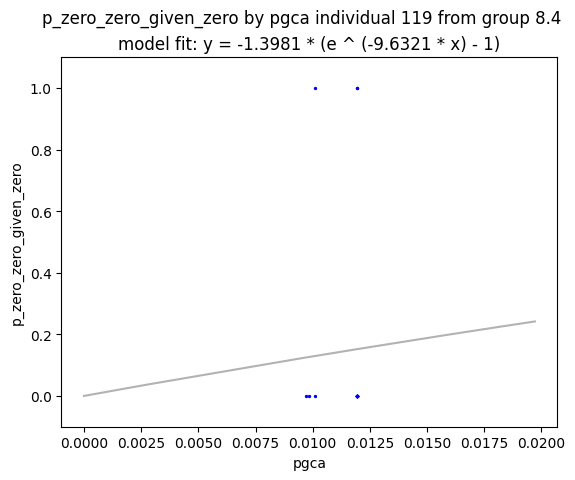 p_zero_zero_given_zero by pgca individual 119 from group 8.4
model fit: y = -1.3981 * (e ^ (-9.6321 * x) - 1)
1.0
0.8
0.6
0.4
0.2
0.0
p_zero_zero_given_zero
0.0000 0.0025 0.0050 0.0075 0.0100 0.0125 0.0150 0.0175 0.0200
pgca